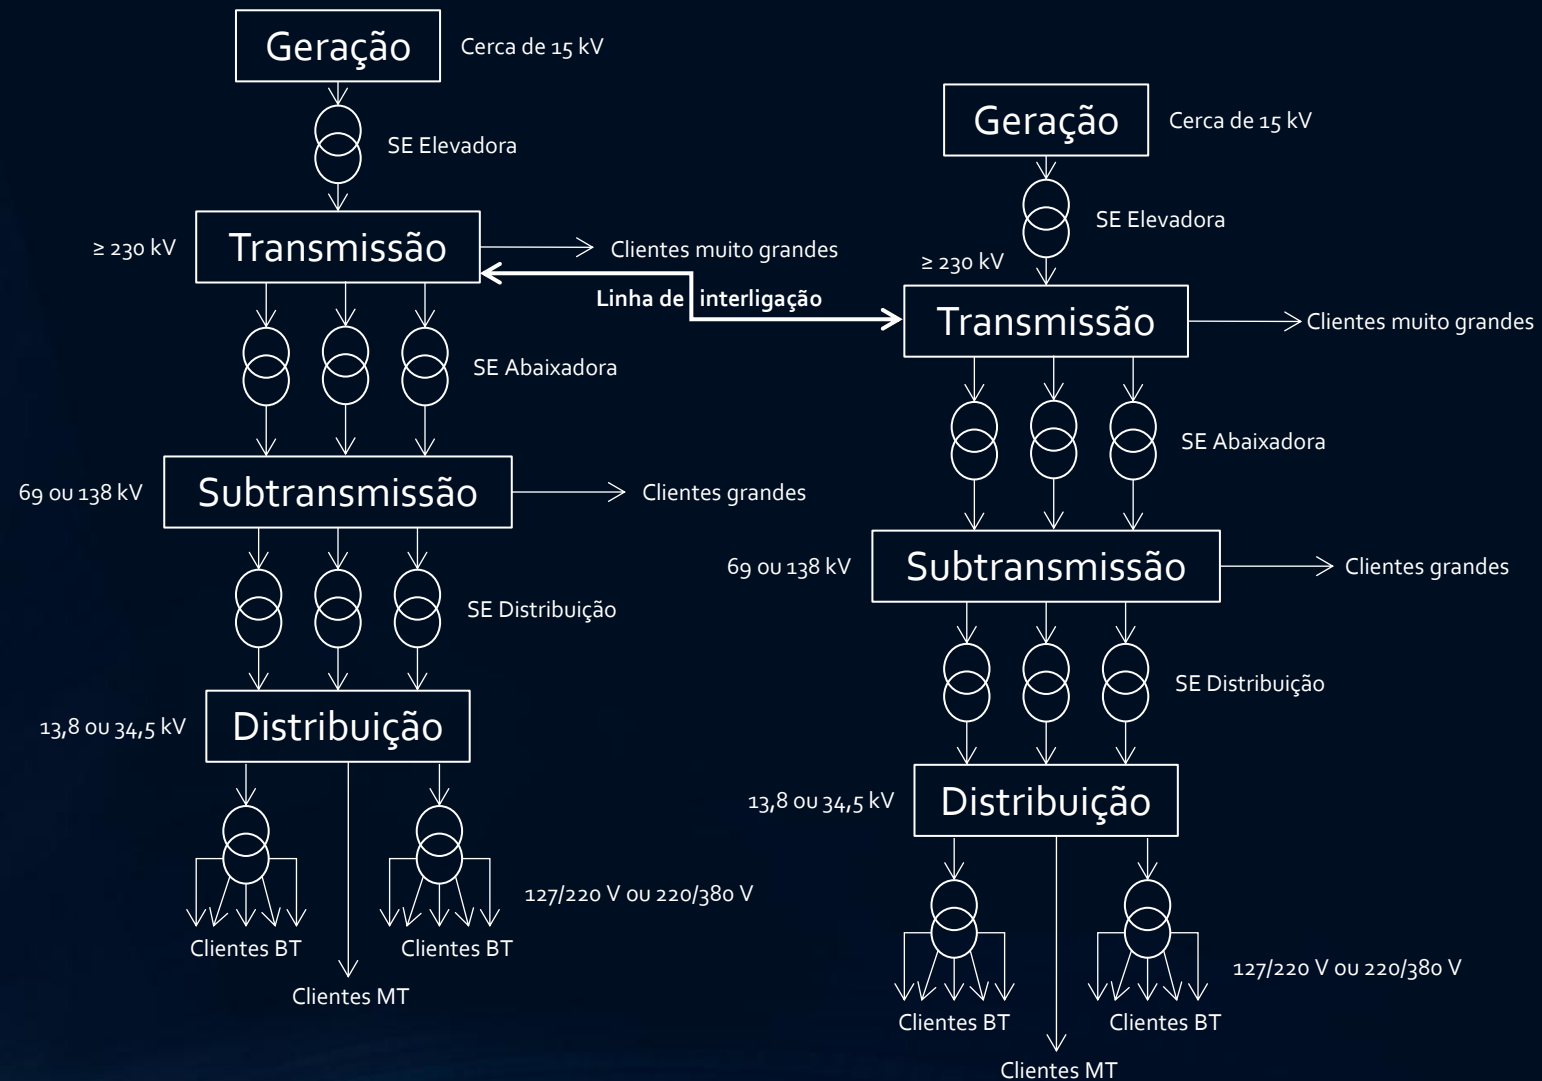 Geração
Cerca de 15 kV
SE Elevadora
≥ 230 kV
Transmissão
Clientes muito grandes
SE Abaixadora
69 ou 138 kV
Subtransmissão
Clientes grandes
SE Distribuição
13,8 ou 34,5 kV
Distribuição
127/220 V ou 220/380 V
Clientes BT
Clientes BT
Clientes MT
Linha de interligação
Geração
Cerca de 15 kV
SE Elevadora
≥ 230 kV
Transmissão
Clientes muito grandes
SE Abaixadora
69 ou 138 kV
Subtransmissão
Clientes grandes
SE Distribuição
13,8 ou 34,5 kV
Distribuição
127/220 V ou 220/380 V
Clientes BT
Clientes BT
Clientes MT